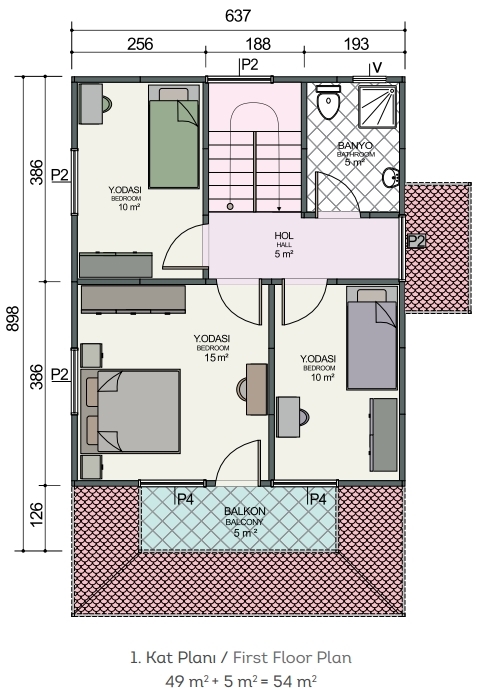 637
256 188 193
P2 V
386 P2
Y.ODASI
BEDROOM
10 m²
BANYO
BATHROOM
5 m²
HOL
HALL
5 m²
P2
898
386 P2
Y.ODASI
BEDROOM
15 m²
Y.ODASI
BEDROOM
10 m²
126
P4 P4
BALKON
BALCONY
5 m²
1. Kat Planı / First Floor Plan
49 m² + 5 m² = 54 m²